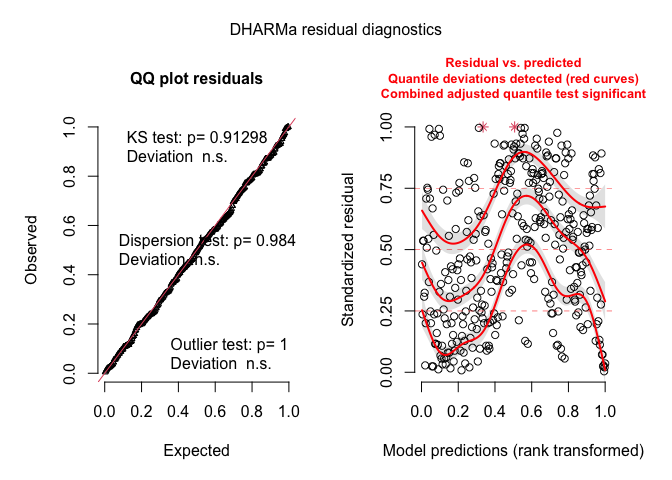 DHARMa residual diagnostics
QQ plot residuals
KS test: p= 0.91298
Deviation n.s.
Dispersion test: p= 0.984
Deviation n.s.
Outlier test: p= 1
Deviation n.s.
Observed
0.0 0.2 0.4 0.6 0.8 1.0
0.0 0.2 0.4 0.6 0.8 1.0
Expected
Residual vs. predicted
Quantile deviations detected (red curves)
Combined adjusted quantile test significant
Standardized residual
0.00 0.25 0.50 0.75 1.00
0.0 0.2 0.4 0.6 0.8 1.0
Model predictions (rank transformed)